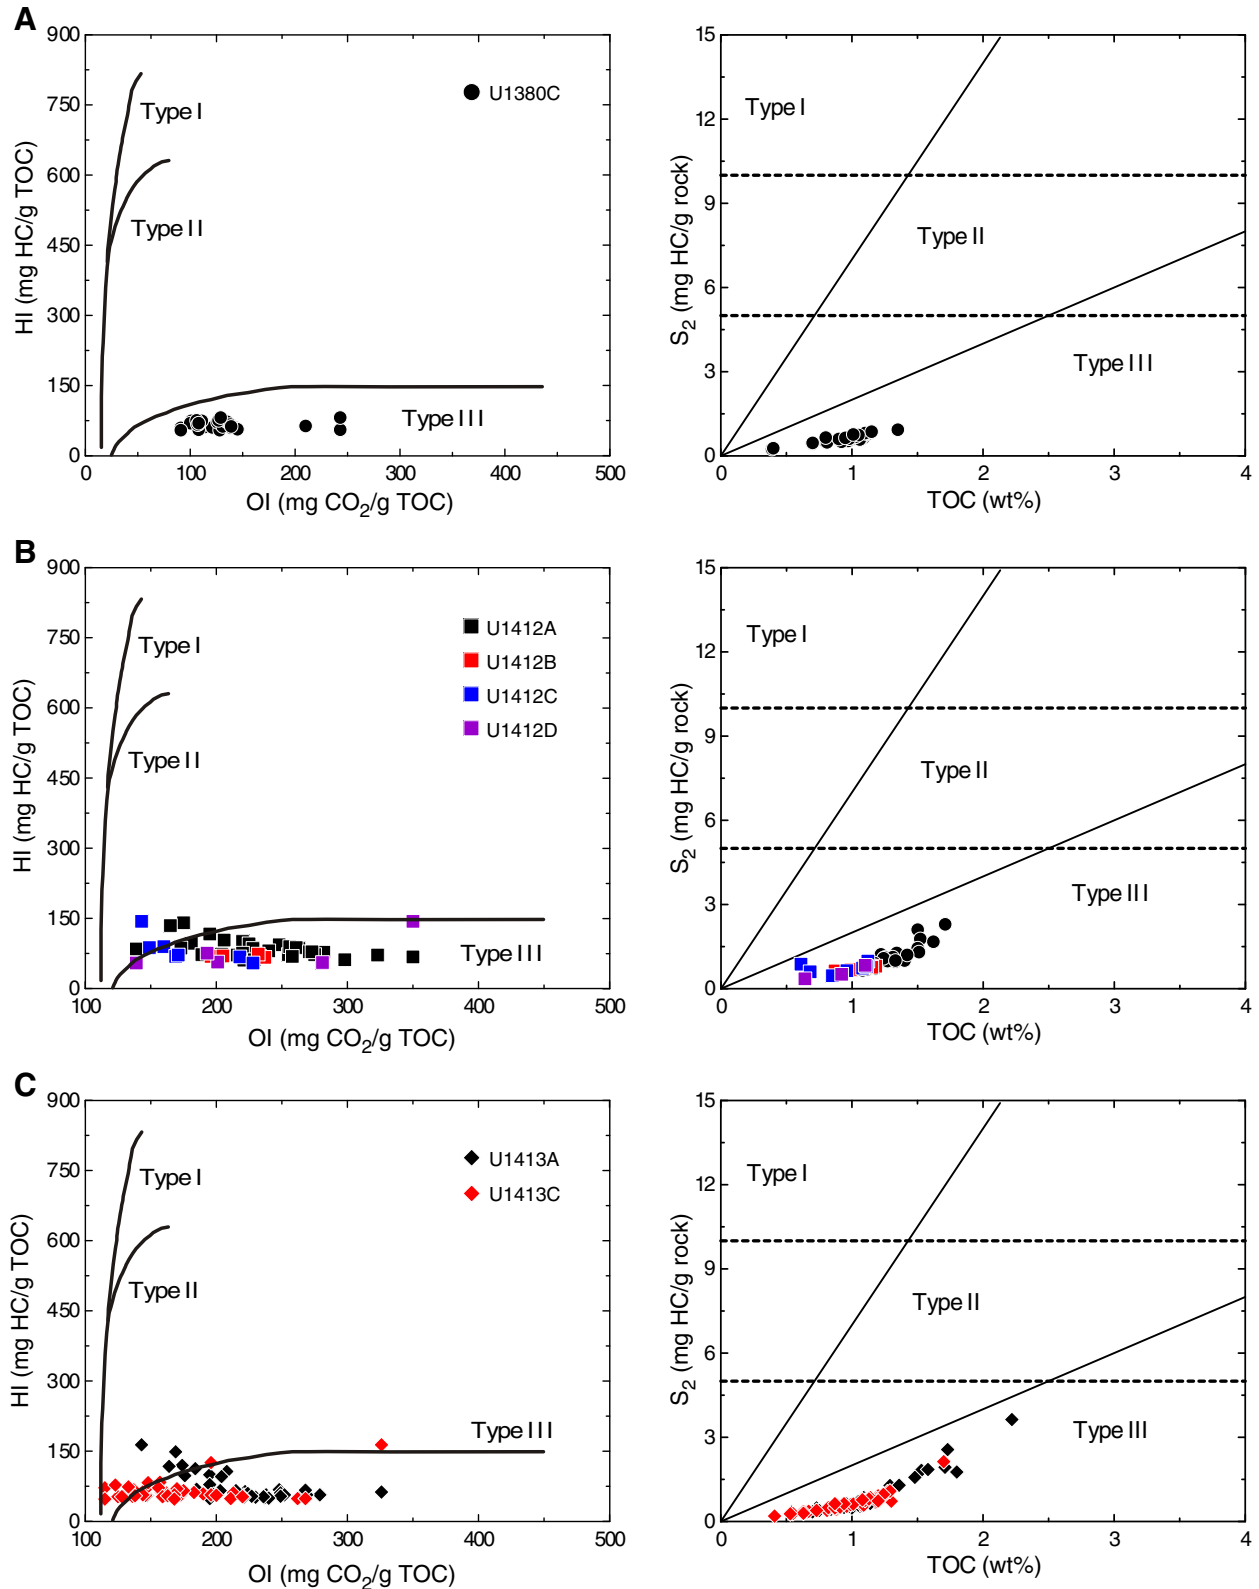 A
900
750
600
450
300
150
0
HI (mg HC/g TOC)
Type I
Type II
Type III
U1380C
0 100 200 300 400 500
OI (mg CO₂/g TOC)
15
12
9
6
3
0
S₂ (mg HC/g rock)
Type I
Type II
Type III
0 1 2 3 4
TOC (wt%)
B
900
750
600
450
300
150
0
HI (mg HC/g TOC)
Type I
Type II
Type III
U1412A
U1412B
U1412C
U1412D
100 200 300 400 500
OI (mg CO₂/g TOC)
15
12
9
6
3
0
S₂ (mg HC/g rock)
Type I
Type II
Type III
0 1 2 3 4
TOC (wt%)
C
900
750
600
450
300
150
0
HI (mg HC/g TOC)
Type I
Type II
Type III
U1413A
U1413C
100 200 300 400 500
OI (mg CO₂/g TOC)
15
12
9
6
3
0
S₂ (mg HC/g rock)
Type I
Type II
Type III
0 1 2 3 4
TOC (wt%)